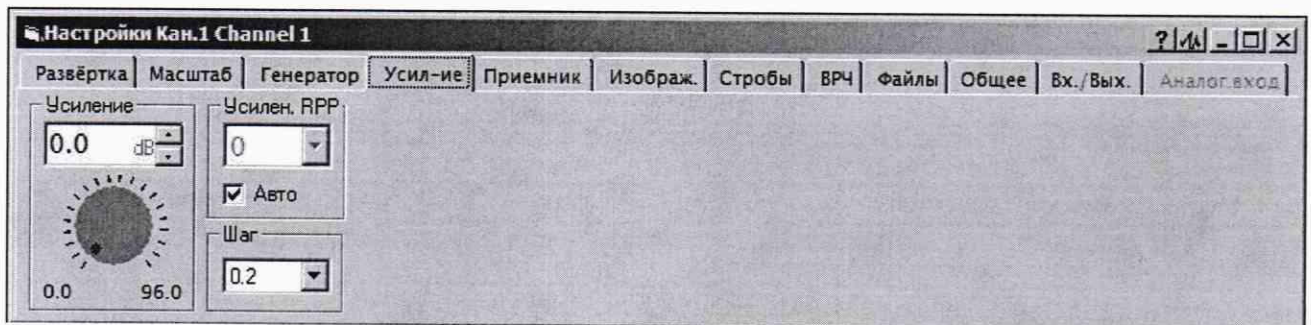 Настройки Кан.1 Channel 1
Развёртка Масштаб Генератор Усил-ие Приемник Изображ. Стробы ВРЧ Файлы Общее Вх./Вых. Аналог.вход
Усиление Усилен. RPP
0.0 dB 0
Авто
Шаг
0.2
0.0 96.0